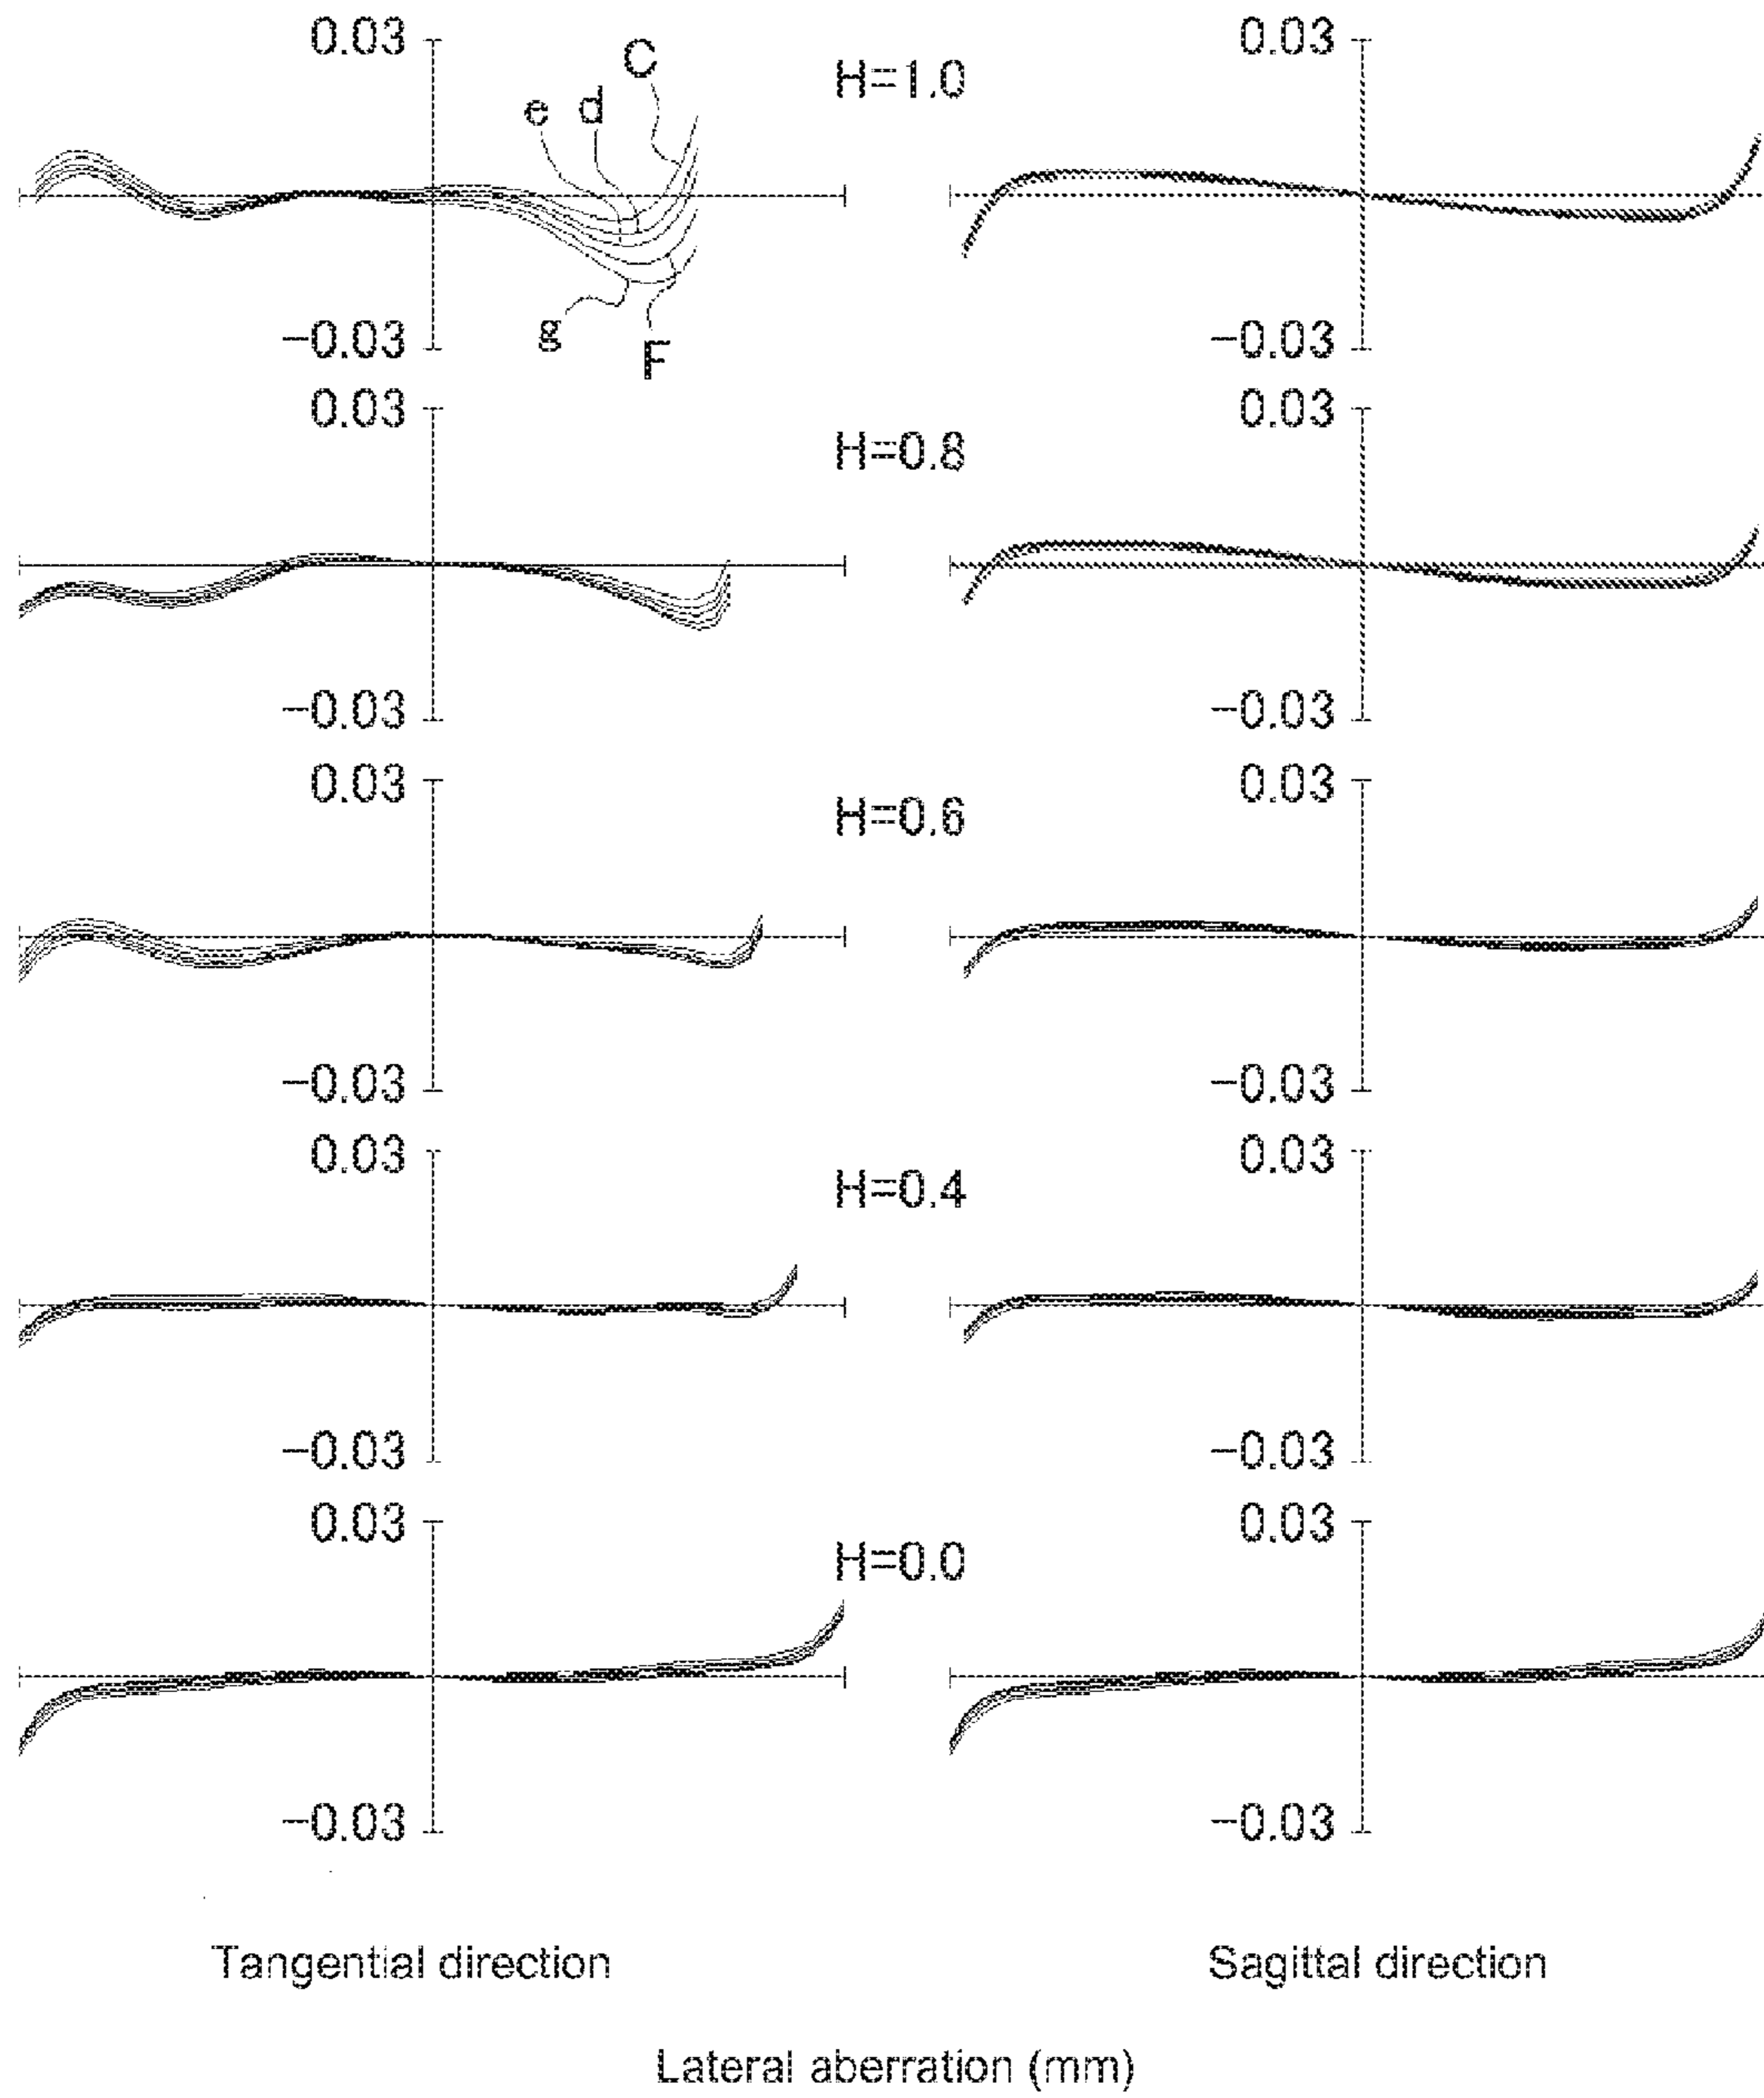 0.03 0.03
C
H=1.0
e d
g
F
−0.03 −0.03
0.03 0.03
H=0.8
−0.03 −0.03
0.03 0.03
H=0.6
−0.03 −0.03
0.03 0.03
H=0.4
−0.03 −0.03
0.03 0.03
H=0.0
−0.03 −0.03
Tangential direction Sagittal direction
Lateral aberration (mm)